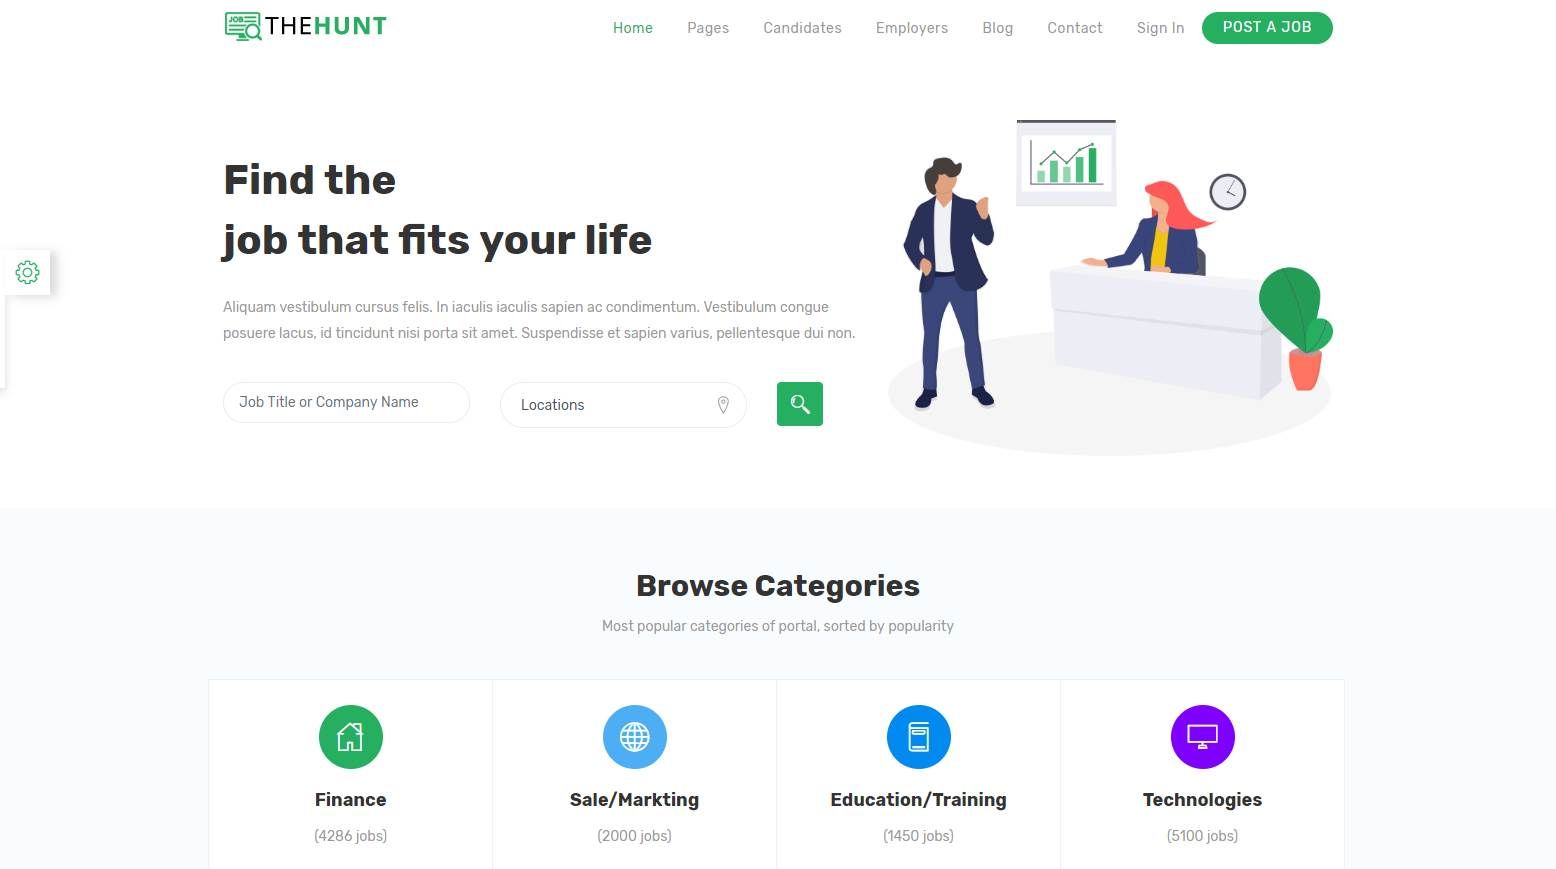 JOB THEHUNT
Home Pages Candidates Employers Blog Contact Sign In POST A JOB
Find the
job that fits your life
Aliquam vestibulum cursus felis. In iaculis iaculis sapien ac condimentum. Vestibulum congue
posuere lacus, id tincidunt nisi porta sit amet. Suspendisse et sapien varius, pellentesque dui non.
Job Title or Company Name
Locations
Browse Categories
Most popular categories of portal, sorted by popularity
Finance
(4286 jobs)
Sale/Markting
(2000 jobs)
Education/Training
(1450 jobs)
Technologies
(5100 jobs)